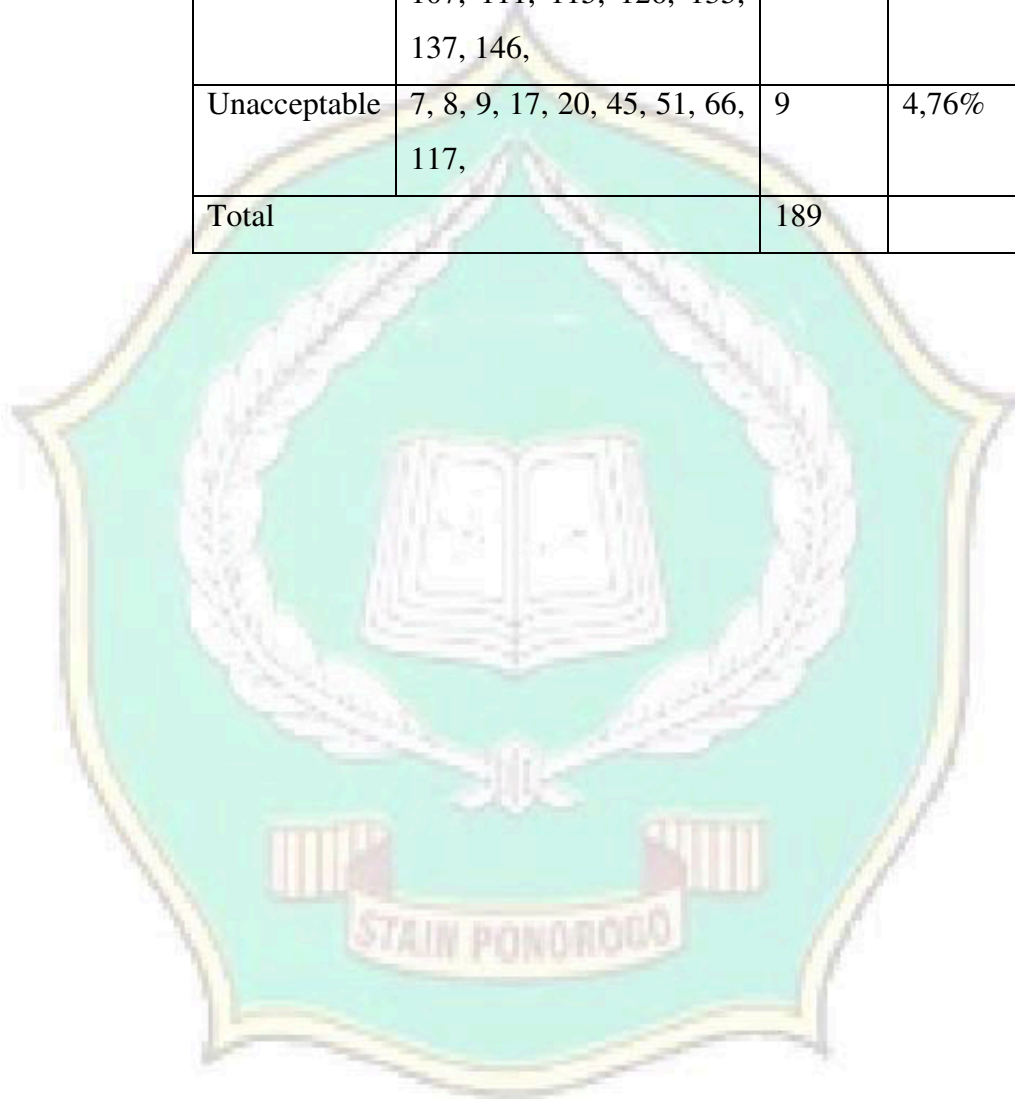 137, 146,
Unacceptable 7, 8, 9, 17, 20, 45, 51, 66, 9 4,76%
117,
Total 189
STAIN PONOROGO